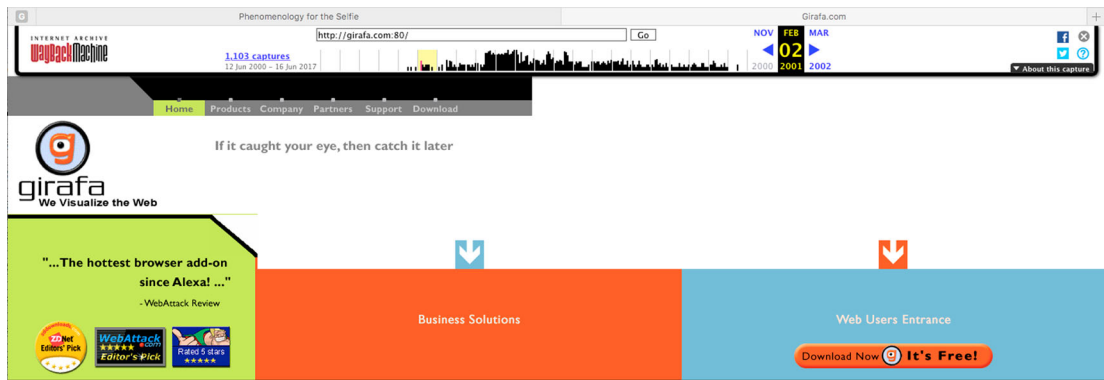 G
Phenomenology for the Selfie
Girafa.com
INTERNET ARCHIVE
WayBackMachine
http://girafa.com:80/
Go
1,103 captures
12 Jun 2000 – 16 Jun 2017
NOV FEB MAR
02
2000 2001 2002
f
?
▼ About this capture
Home Products Company Partners Support Download
g
girafa
We Visualize the Web
If it caught your eye, then catch it later
"...The hottest browser add-on
since Alexa! ..."
- WebAttack Review
ZDNet
Editors' Pick
WebAttack
.com
Editor's Pick
Rated 5 stars
Business Solutions
Web Users Entrance
Download Now g It's Free!